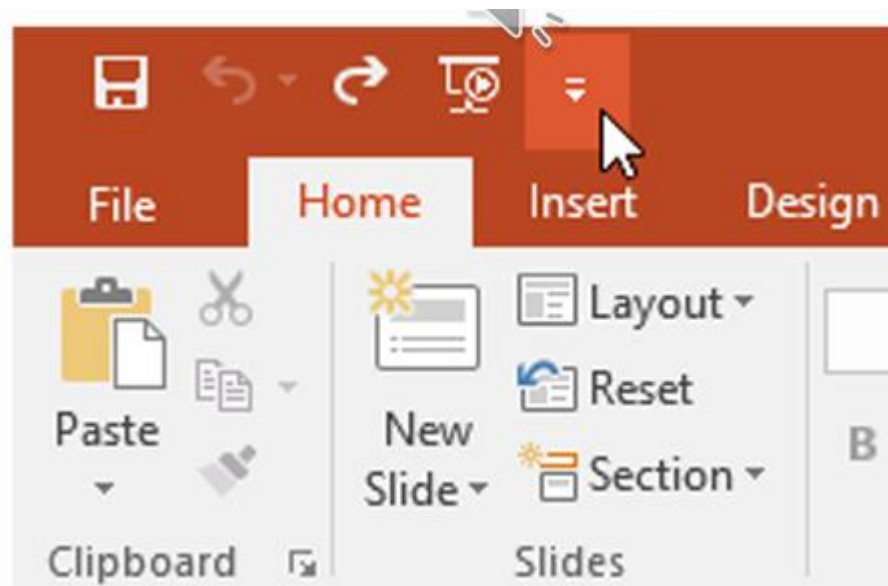 File Home Insert Design
Layout
Reset
Paste
New
Slide
Section
B
Clipboard
Slides